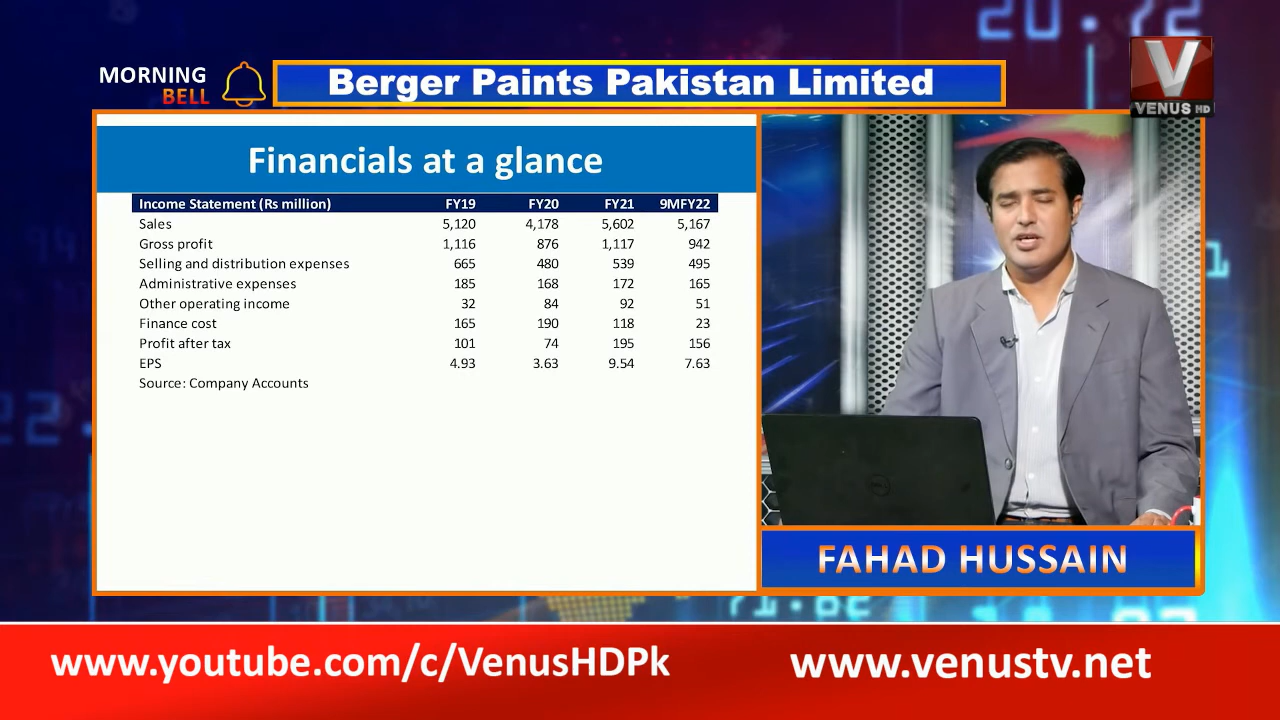 MORNING
BELL
Berger Paints Pakistan Limited
V
VENUS HD
Financials at a glance
Income Statement (Rs million) FY19 FY20 FY21 9MFY22
Sales 5,120 4,178 5,602 5,167
Gross profit 1,116 876 1,117 942
Selling and distribution expenses 665 480 539 495
Administrative expenses 185 168 172 165
Other operating income 32 84 92 51
Finance cost 165 190 118 23
Profit after tax 101 74 195 156
EPS 4.93 3.63 9.54 7.63
Source: Company Accounts
FAHAD HUSSAIN
www.youtube.com/c/VenusHDPk www.venustv.net
20.72